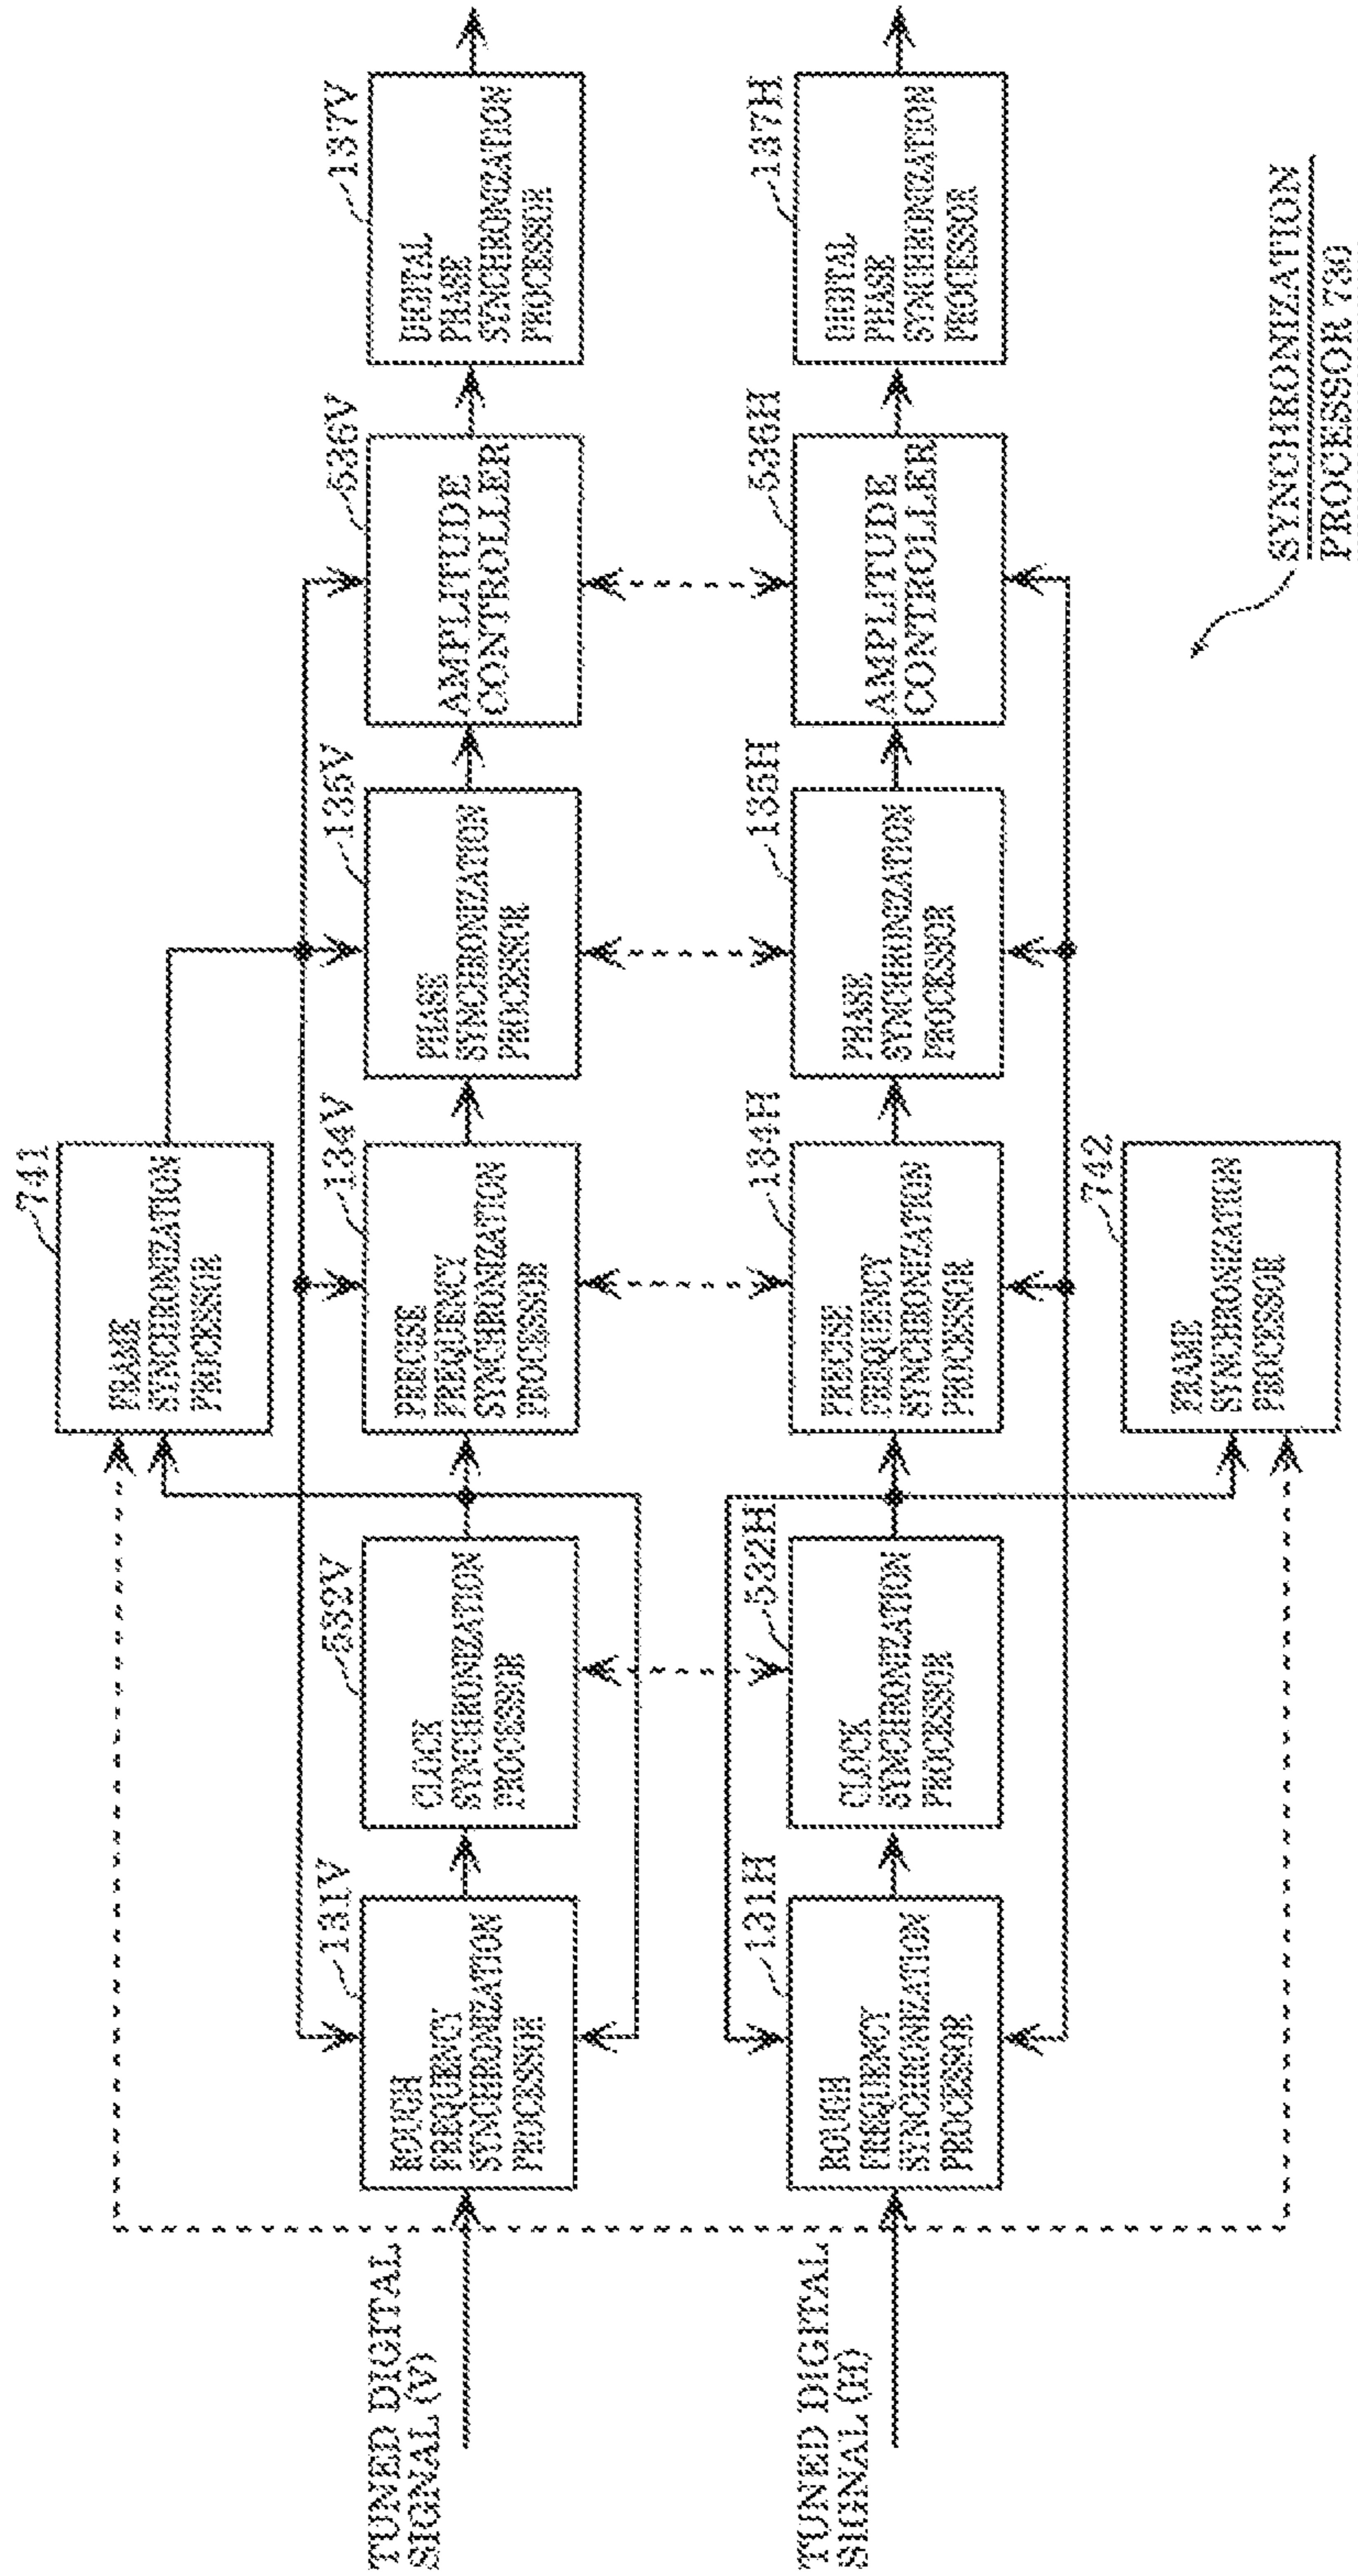 741
FRAME
SYNCHRONIZATION
PROCESSOR
TUNED DIGITAL
SIGNAL (V)
131V
ROUGH
FREQUENCY
SYNCHRONIZATION
PROCESSOR
532V
CLOCK
SYNCHRONIZATION
PROCESSOR
134V
PRECISE
FREQUENCY
SYNCHRONIZATION
PROCESSOR
135V
PHASE
SYNCHRONIZATION
PROCESSOR
536V
AMPLITUDE
CONTROLLER
137V
DIGITAL
PHASE
SYNCHRONIZATION
PROCESSOR
TUNED DIGITAL
SIGNAL (H)
131H
ROUGH
FREQUENCY
SYNCHRONIZATION
PROCESSOR
532H
CLOCK
SYNCHRONIZATION
PROCESSOR
134H
PRECISE
FREQUENCY
SYNCHRONIZATION
PROCESSOR
135H
PHASE
SYNCHRONIZATION
PROCESSOR
536H
AMPLITUDE
CONTROLLER
137H
DIGITAL
PHASE
SYNCHRONIZATION
PROCESSOR
742
FRAME
SYNCHRONIZATION
PROCESSOR
SYNCHRONIZATION
PROCESSOR 730